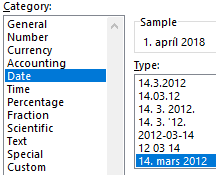 Category:
General
Number
Currency
Accounting
Date
Time
Percentage
Fraction
Scientific
Text
Special
Custom
Sample
1. apríl 2018
Type:
14.3.2012
14.03.12
14. 3. 2012.
14. 3. '12.
2012-03-14
12 03 14
14. mars 2012